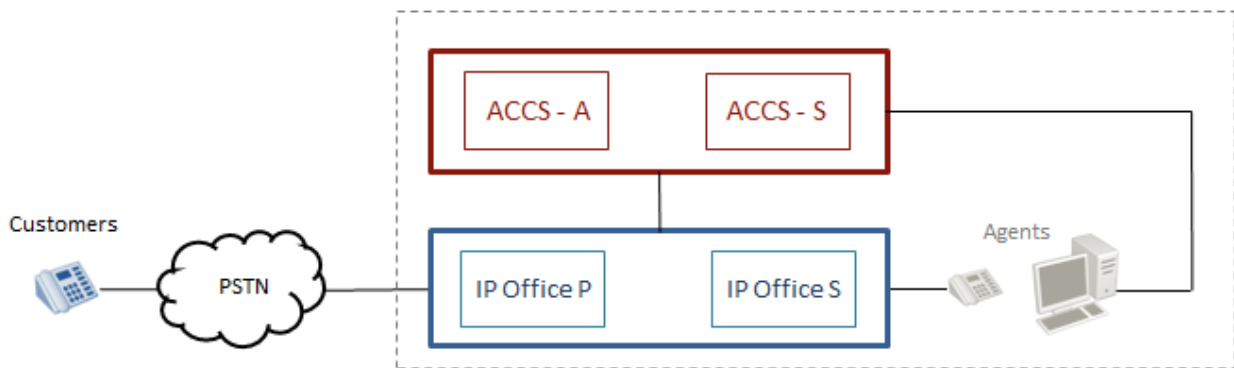 ACCS - A
ACCS - S
Customers
PSTN
IP Office P
IP Office S
Agents